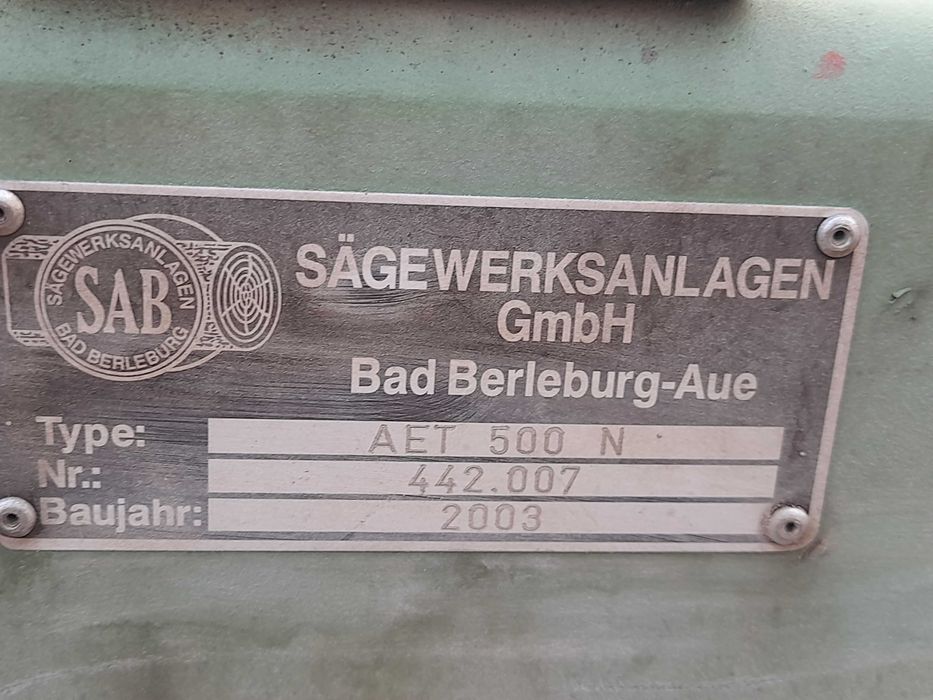 SÄGEWERKSANLAGEN
SAB
BAD BERLEBURG
SÄGEWERKSANLAGEN
GmbH
Bad Berleburg-Aue
Type: AET 500 N
Nr.: 442.007
Baujahr: 2003